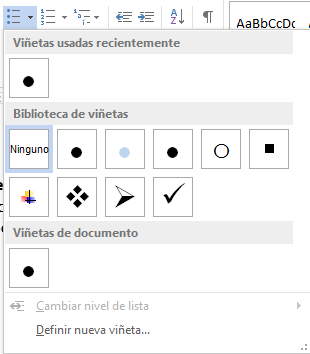 AaBbCcDc
Viñetas usadas recientemente
Biblioteca de viñetas
Ninguno
Viñetas de documento
Cambiar nivel de lista
Definir nueva viñeta...